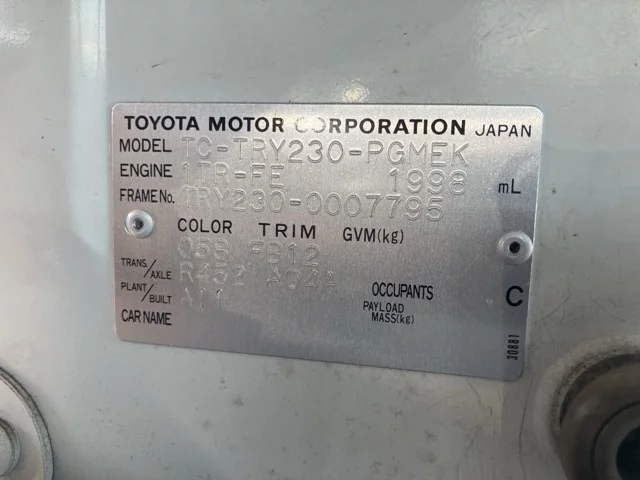 TOYOTA MOTOR CORPORATION JAPAN
MODEL TC-TRY230-PGMEK
ENGINE 1TR-FE 1998 mL
FRAME No. TRY230-0007795
COLOR TRIM GVM(kg)
058 FB12
TRANS./AXLE R452 A04A
PLANT/BUILT A11
OCCUPANTS
C
PAYLOAD
MASS(kg)
CAR NAME
30881